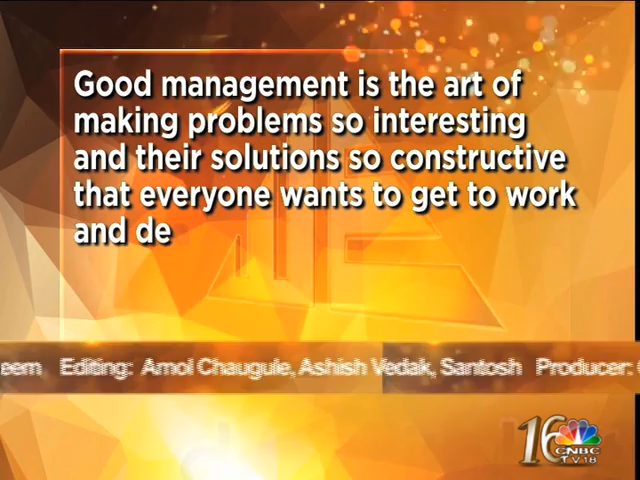 Good management is the art of
making problems so interesting
and their solutions so constructive
that everyone wants to get to work
and de
eem Editing: Amol Chaugule, Ashish Vedak, Santosh Producer:
16
CNBC
TV18